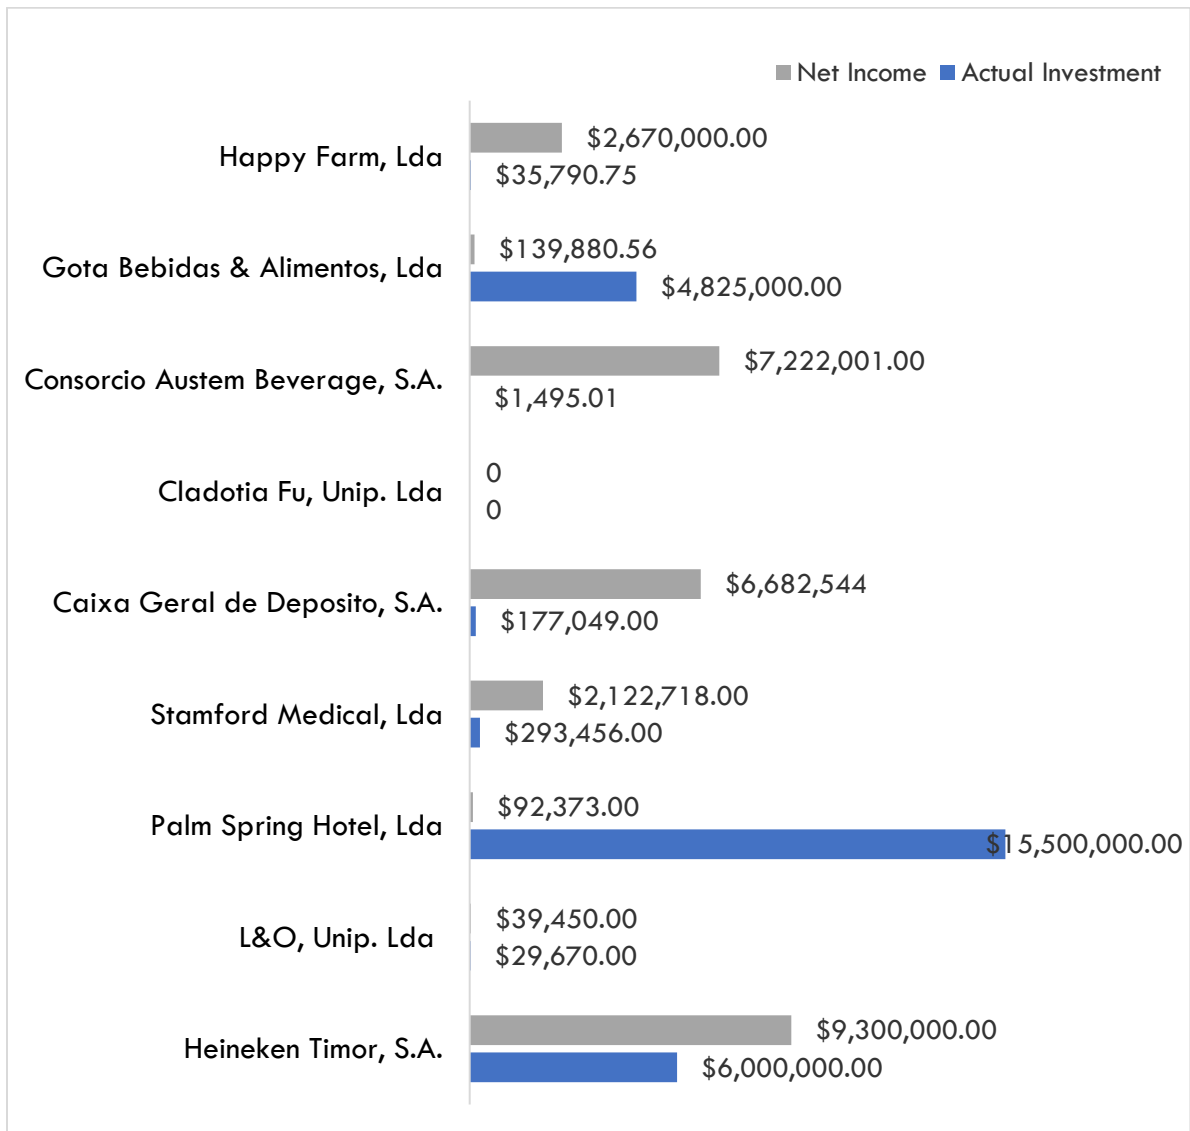 Net Income Actual Investment
Happy Farm, Lda
$2,670,000.00
$35,790.75
Gota Bebidas & Alimentos, Lda
$139,880.56
$4,825,000.00
Consorcio Austem Beverage, S.A.
$7,222,001.00
$1,495.01
Cladotia Fu, Unip. Lda
0
0
Caixa Geral de Deposito, S.A.
$6,682,544
$177,049.00
Stamford Medical, Lda
$2,122,718.00
$293,456.00
Palm Spring Hotel, Lda
$92,373.00
$15,500,000.00
L&O, Unip. Lda
$39,450.00
$29,670.00
Heineken Timor, S.A.
$9,300,000.00
$6,000,000.00